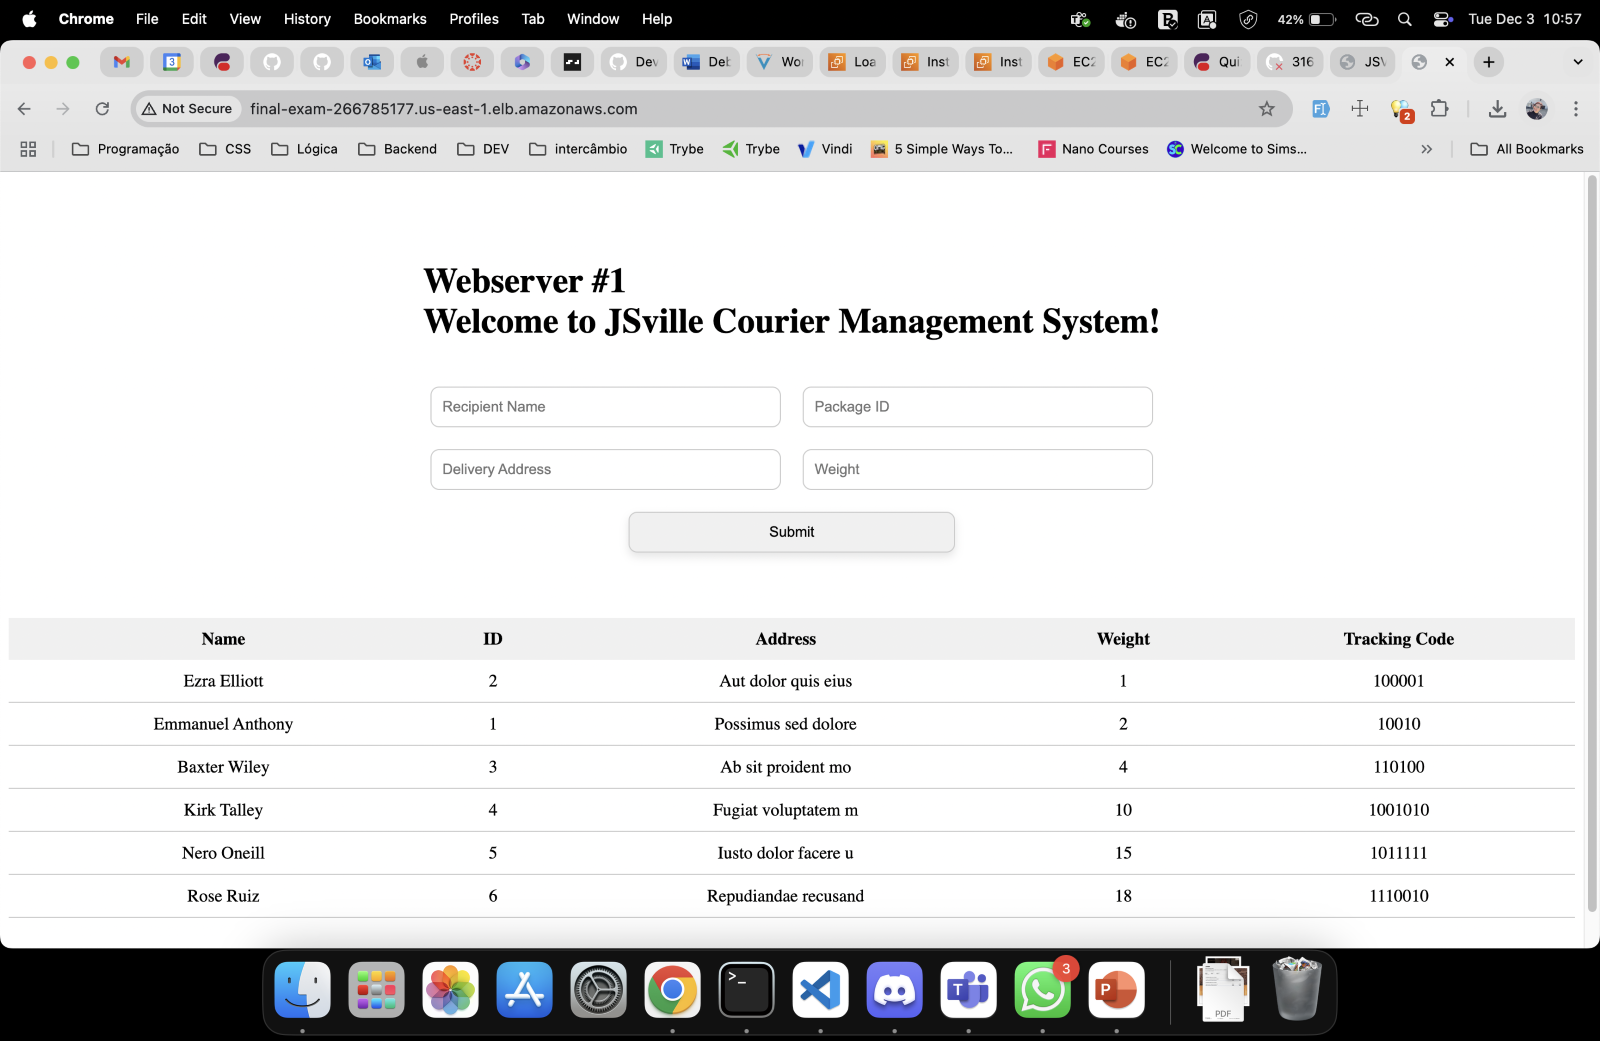 Chrome File Edit View History Bookmarks Profiles Tab Window Help 42% Tue Dec 3 10:57
3 Dev Deb Wor Loa Inst Inst EC2 EC2 Qui 316 JSV
Not Secure final-exam-266785177.us-east-1.elb.amazonaws.com 2
Programação CSS Lógica Backend DEV intercâmbio Trybe Trybe Vindi 5 Simple Ways To... Nano Courses Welcome to Sims... All Bookmarks
Webserver #1
Welcome to JSville Courier Management System!
Recipient Name Package ID
Delivery Address Weight
Submit
Name ID Address Weight Tracking Code
Ezra Elliott 2 Aut dolor quis eius 1 100001
Emmanuel Anthony 1 Possimus sed dolore 2 10010
Baxter Wiley 3 Ab sit proident mo 4 110100
Kirk Talley 4 Fugiat voluptatem m 10 1001010
Nero Oneill 5 Iusto dolor facere u 15 1011111
Rose Ruiz 6 Repudiandae recusand 18 1110010
3
PDF